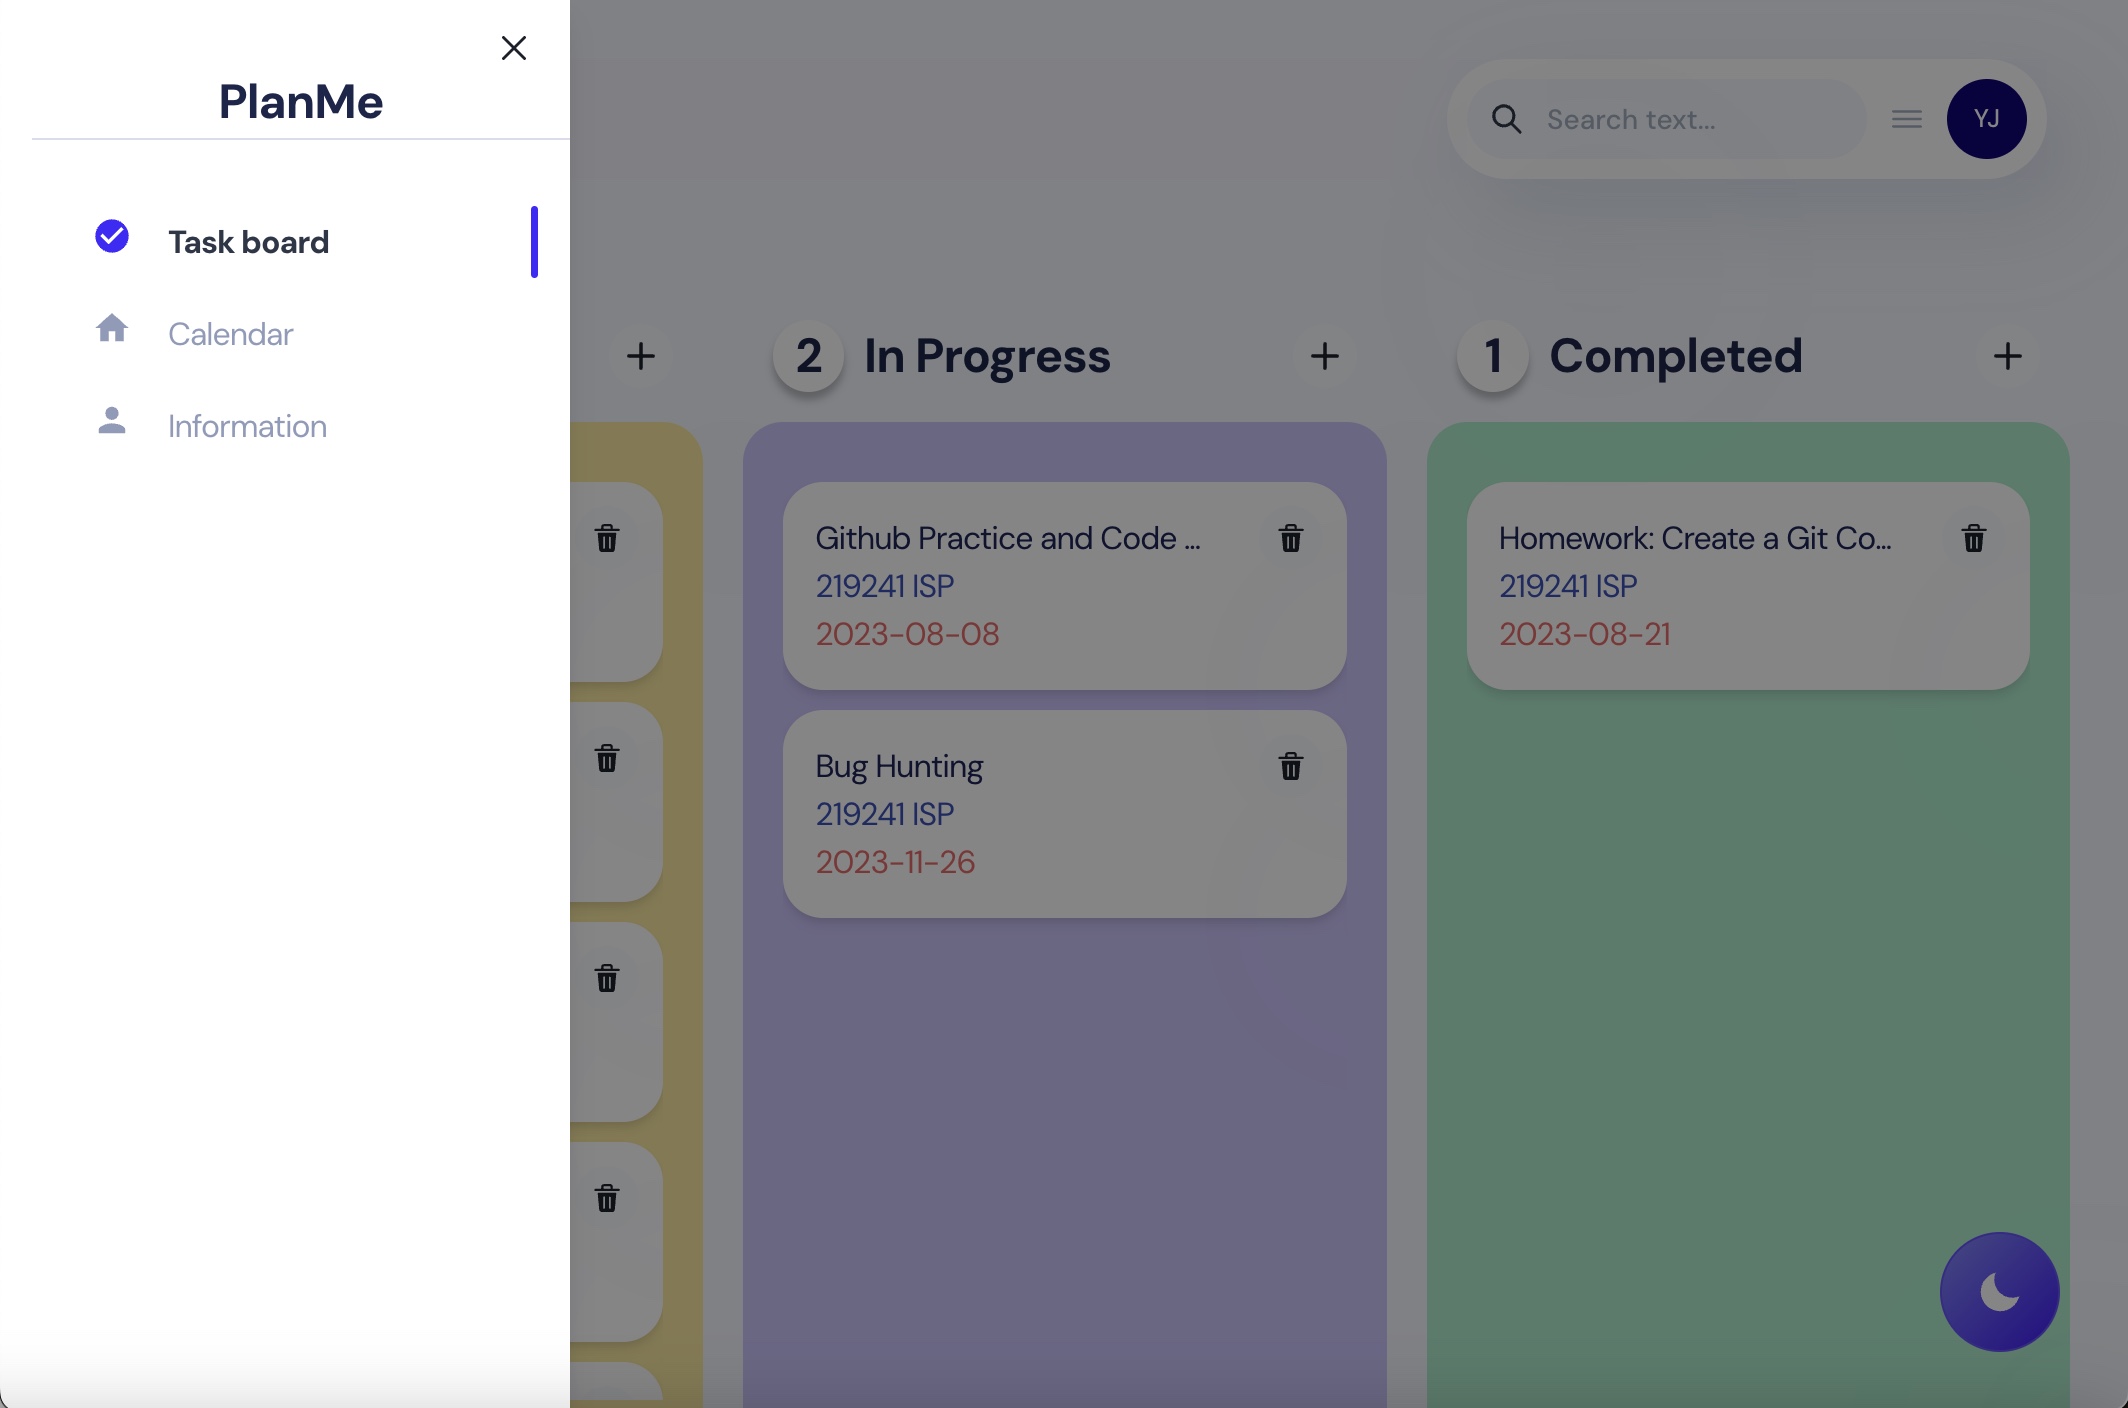 PlanMe
Task board
Calendar
Information
Search text...
YJ
2 In Progress
1 Completed
Github Practice and Code ...
219241 ISP
2023-08-08
Bug Hunting
219241 ISP
2023-11-26
Homework: Create a Git Co...
219241 ISP
2023-08-21